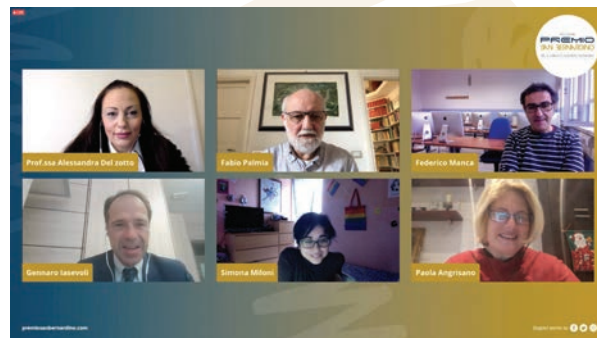 PREMIO
SAN BERNARDINO
Prof.ssa Alessandra Del zotto
Fabio Palmia
Federico Manca
Gennaro Iasevoli
Simona Mifoni
Paola Angrisano
premiosanbernardino.com